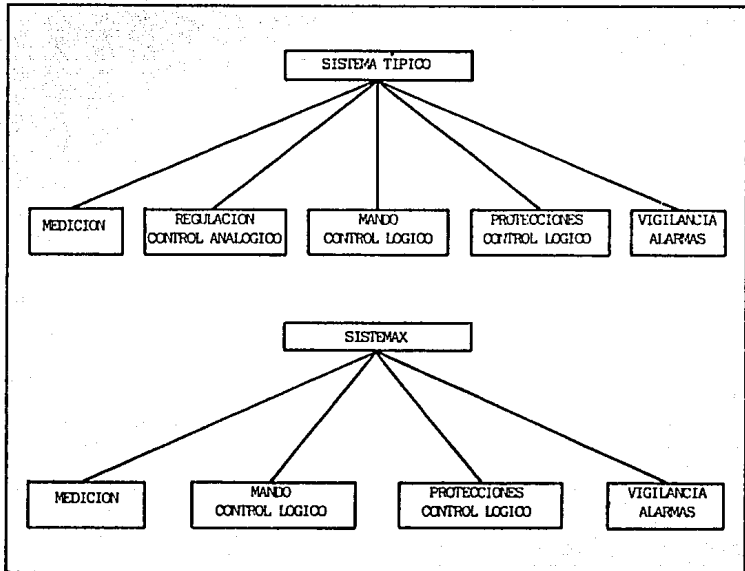 SISTEMA TÍPICO
MEDICION
REGULACION
CONTROL ANALOGICO
MANDO
CONTROL LOGICO
PROTECCIONES
CONTROL LOGICO
VIGILANCIA
ALARMAS
SISTEMAX
MEDICION
MANDO
CONTROL LOGICO
PROTECCIONES
CONTROL LOGICO
VIGILANCIA
ALARMAS